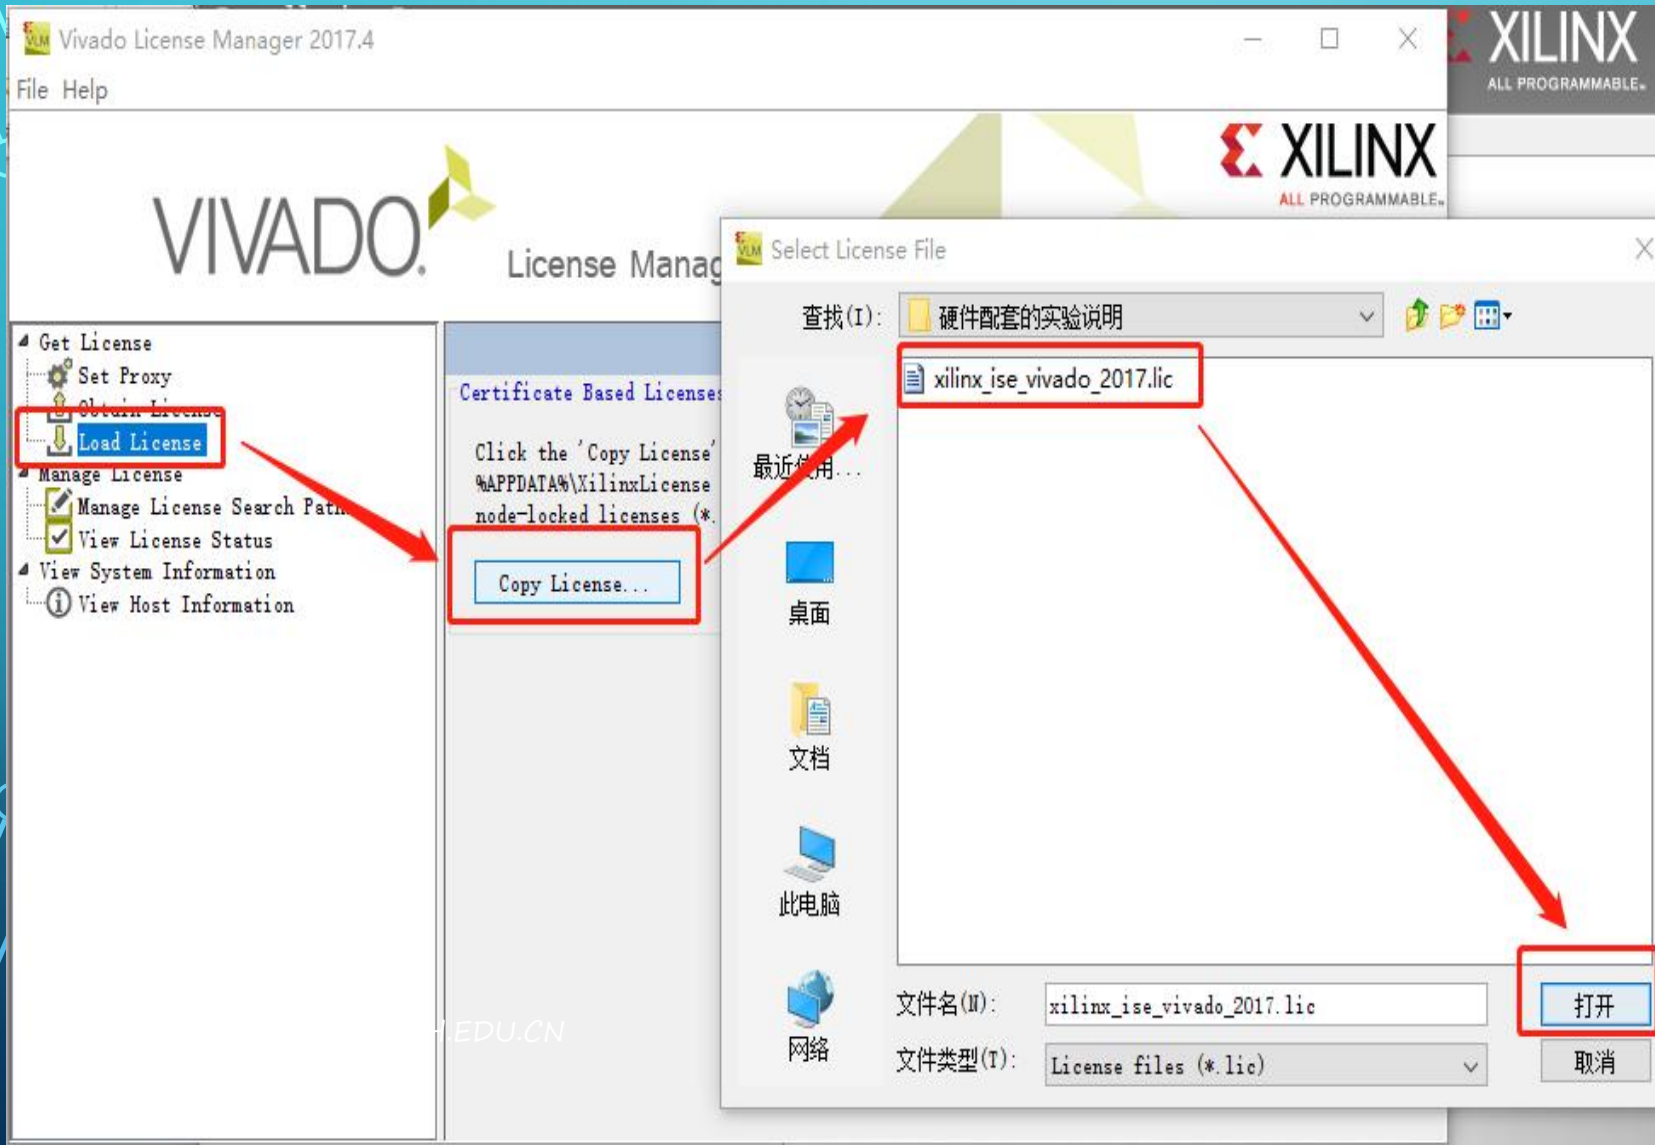 Vivado License Manager 2017.4
XILINX
ALL PROGRAMMABLE
File Help
XILINX
ALL PROGRAMMABLE
VIVADO
License Manag
Get License
Set Proxy
Obtain License
Load License
Manage License
Manage License Search Path
View License Status
View System Information
View Host Information
Certificate Based Licenses
Click the 'Copy License'
%APPDATA%\XilinxLicense
node-locked licenses (*.
Copy License...
VLM
Select License File
查找(I):
硬件配套的实验说明
xilinx_ise_vivado_2017.lic
最近使用...
桌面
文档
此电脑
网络
文件名(N):
xilinx_ise_vivado_2017.lic
打开
文件类型(T):
License files (*.lic)
取消
.EDU.CN